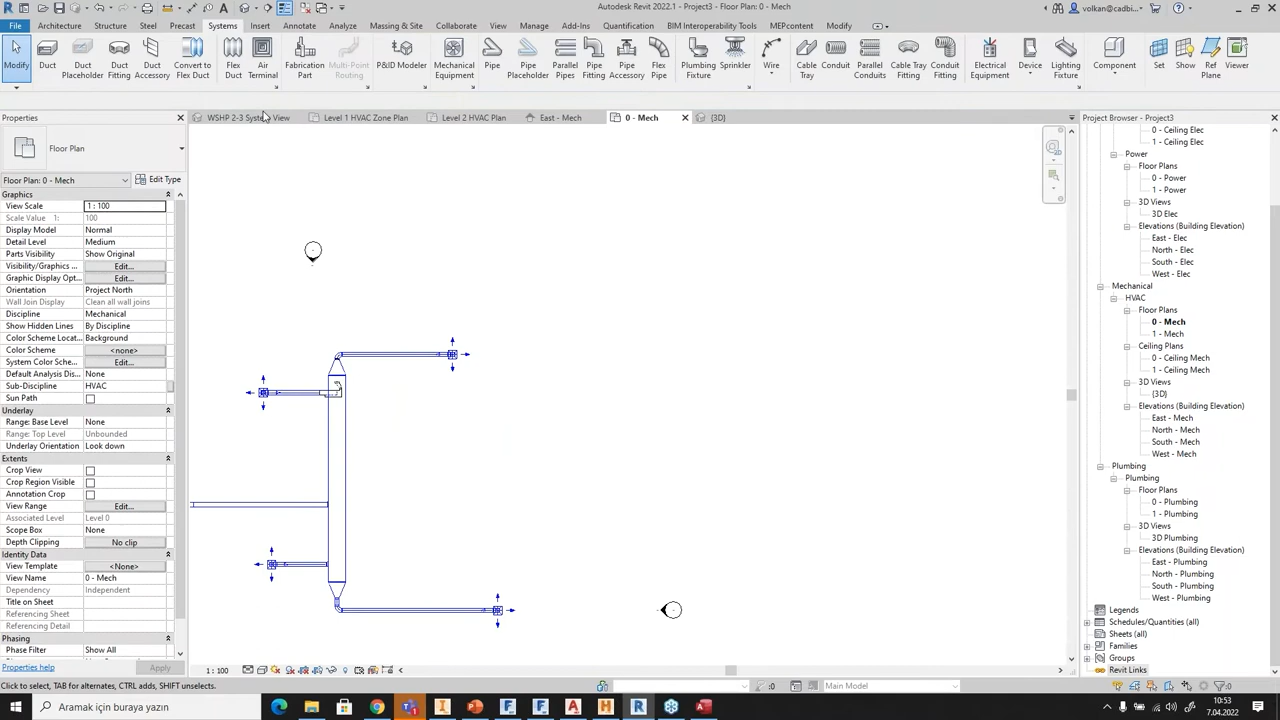 Autodesk Revit 2022.1 - Project3 - Floor Plan: 0 - Mech
volkan@cadbi...
File Architecture Structure Steel Precast Systems Insert Annotate Analyze Massing & Site Collaborate View Manage Add-Ins Quantification BIM Interoperability Tools MEPcontent Modify
Modify
Duct
Duct Placeholder
Duct Fitting
Duct Accessory
Convert to Flex Duct
Flex Duct
Air Terminal
Fabrication Part
Multi-Point Routing
P&ID Modeler
Mechanical Equipment
Pipe
Pipe Placeholder
Parallel Pipes
Pipe Fitting
Pipe Accessory
Flex Pipe
Plumbing Fixture
Sprinkler
Wire
Cable Tray
Conduit
Parallel Conduits
Cable Tray Fitting
Conduit Fitting
Electrical Equipment
Device
Lighting Fixture
Component
Set
Show
Ref Plane
Viewer
Properties
WSHP 2-3 System View
Level 1 HVAC Zone Plan
Level 2 HVAC Plan
East - Mech
0 - Mech
{3D}
Project Browser - Project3
Floor Plan
Floor Plan: 0 - Mech
Edit Type
Graphics
View Scale 1 : 100
Scale Value 1: 100
Display Model Normal
Detail Level Medium
Parts Visibility Show Original
Visibility/Graphics ... Edit...
Graphic Display Opt... Edit...
Orientation Project North
Wall Join Display Clean all wall joins
Discipline Mechanical
Show Hidden Lines By Discipline
Color Scheme Locat... Background
Color Scheme <none>
System Color Sche... Edit...
Default Analysis Dis... None
Sub-Discipline HVAC
Sun Path
Underlay
Range: Base Level None
Range: Top Level Unbounded
Underlay Orientation Look down
Extents
Crop View
Crop Region Visible
Annotation Crop
View Range Edit...
Associated Level Level 0
Scope Box None
Depth Clipping No clip
Identity Data
View Template <None>
View Name 0 - Mech
Dependency Independent
Title on Sheet
Referencing Sheet
Referencing Detail
Phasing
Phase Filter Show All
Properties help
Apply
1 - Ceiling Elec
0 - Ceiling Elec
Power
Floor Plans
0 - Power
1 - Power
3D Views
3D Elec
Elevations (Building Elevation)
East - Elec
North - Elec
South - Elec
West - Elec
Mechanical
HVAC
Floor Plans
0 - Mech
1 - Mech
Ceiling Plans
0 - Ceiling Mech
1 - Ceiling Mech
3D Views
{3D}
Elevations (Building Elevation)
East - Mech
North - Mech
South - Mech
West - Mech
Plumbing
Plumbing
Floor Plans
0 - Plumbing
1 - Plumbing
3D Views
3D Plumbing
Elevations (Building Elevation)
East - Plumbing
North - Plumbing
South - Plumbing
West - Plumbing
Legends
Schedules/Quantities (all)
Sheets (all)
Families
Groups
Revit Links
1 : 100
Click to select, TAB for alternates, CTRL adds, SHIFT unselects.
:0
Main Model
Aramak için buraya yazın
10:53
7.04.2022